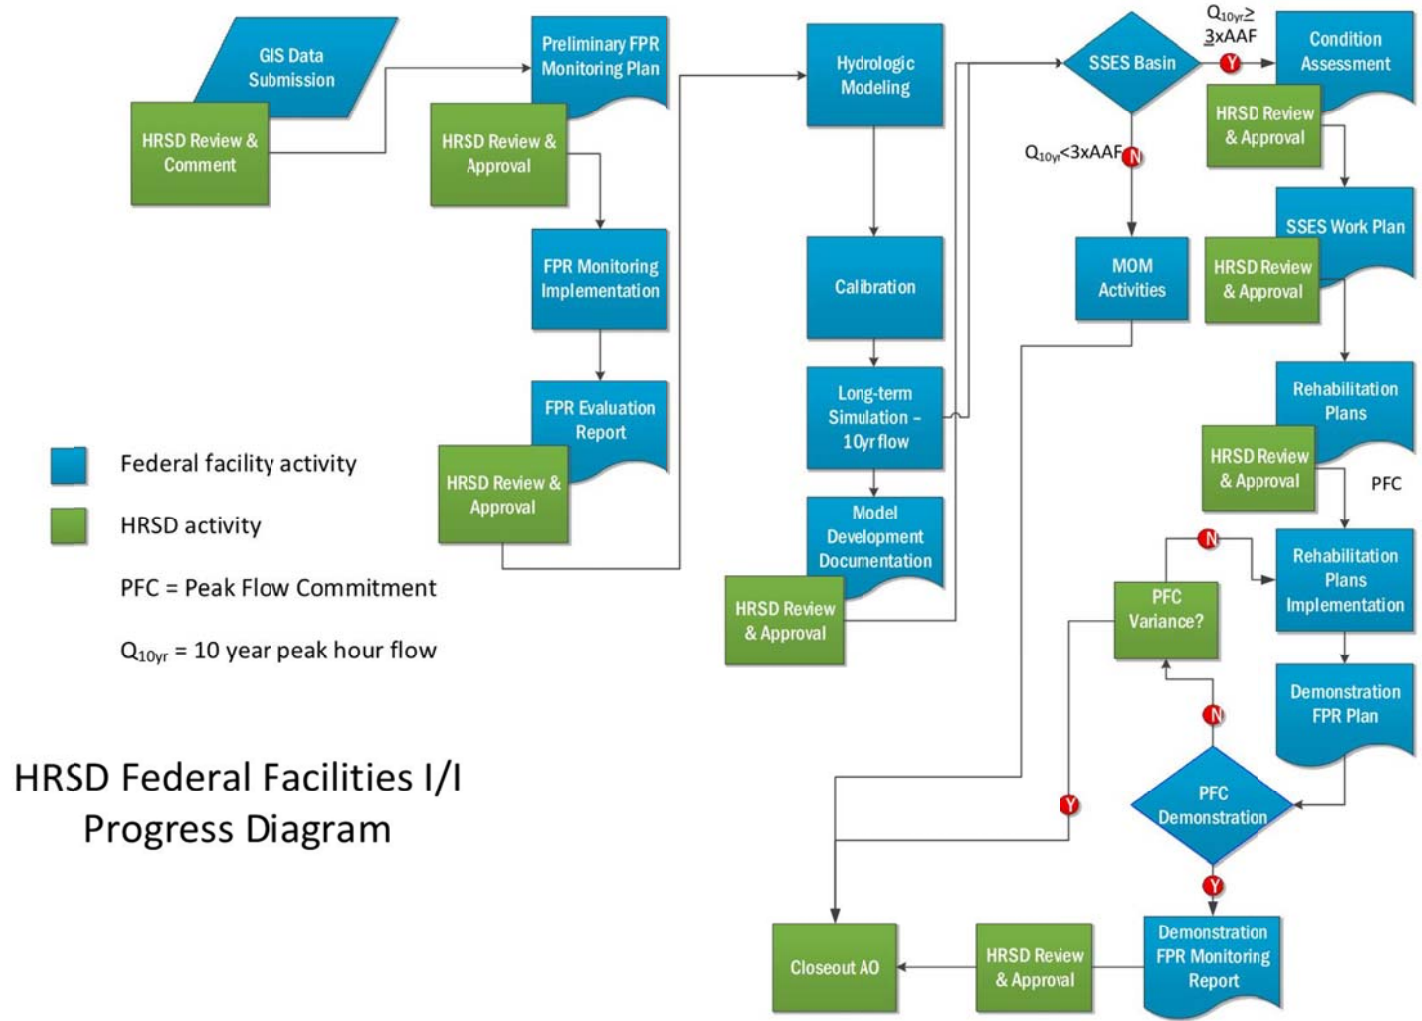 GIS Data
Submission
HRSD Review &
Comment
Preliminary FPR
Monitoring Plan
HRSD Review &
Approval
FPR Monitoring
Implementation
FPR Evaluation
Report
HRSD Review &
Approval
Hydrologic
Modeling
Calibration
Long-term
Simulation –
10yr flow
Model
Development
Documentation
HRSD Review
& Approval
SSES Basin
Q10yr≥
3xAAF
Y
Q10yr<3xAAF
N
MOM
Activities
Condition
Assessment
HRSD Review
& Approval
SSES Work Plan
HRSD Review
& Approval
Rehabilitation
Plans
HRSD Review
& Approval
PFC
Rehabilitation
Plans
Implementation
N
PFC
Variance?
Demonstration
FPR Plan
N
PFC
Demonstration
Y
Y
Demonstration
FPR Monitoring
Report
HRSD Review
& Approval
Closeout AO
Federal facility activity
HRSD activity
PFC = Peak Flow Commitment
Q10yr = 10 year peak hour flow
HRSD Federal Facilities I/I
Progress Diagram